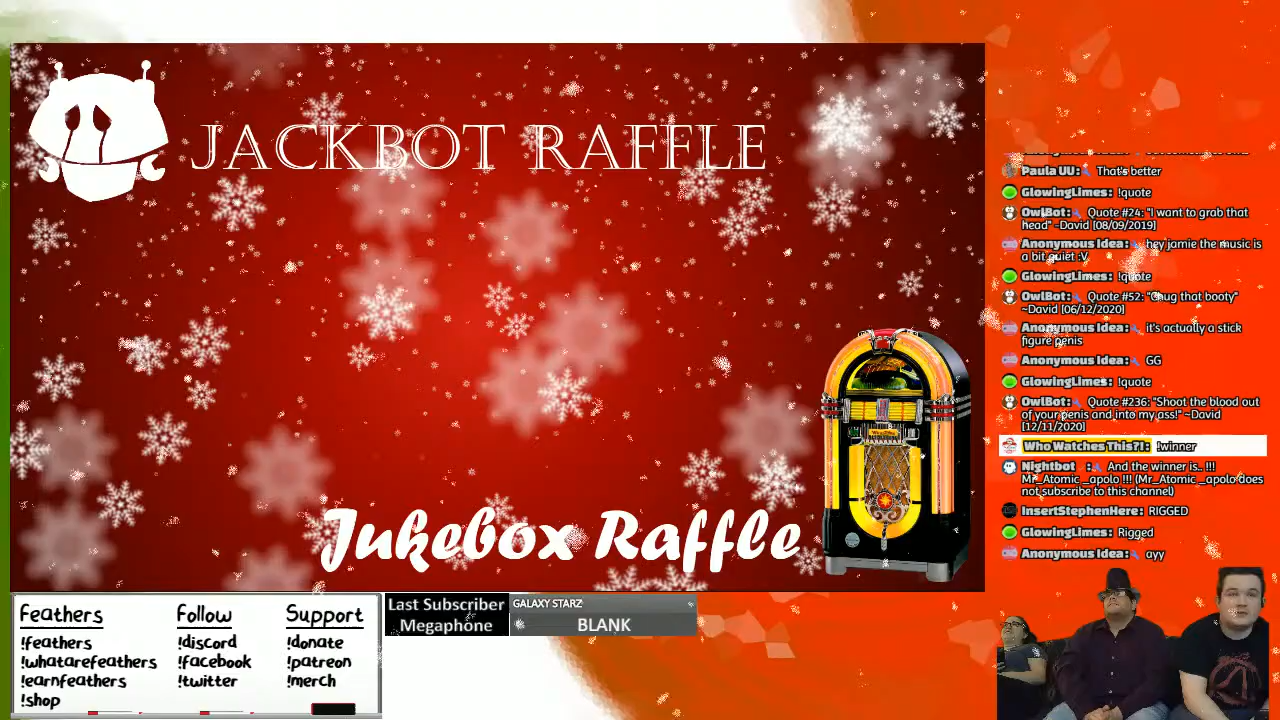 JACKBOT RAFFLE
Jukebox Raffle
Paula UU: That's better
GlowingLimes: !quote
OwlBot: Quote #24: "I want to grab that
head" ~David [08/09/2019]
Anonymous Idea: hey jamie the music is
a bit quiet :V
GlowingLimes: !quote
OwlBot: Quote #52: "Chug that booty"
~David [06/12/2020]
Anonymous Idea: it's actually a stick
figure penis
Anonymous Idea: GG
GlowingLimes: !quote
OwlBot: Quote #236: "Shoot the blood out
of your penis and into my ass!" ~David
[12/11/2020]
Who Watches This?!: !winner
Nightbot: And the winner is.. !!!
Mr_Atomic_apolo !!! (Mr_Atomic_apolo does
not subscribe to this channel)
InsertStephenHere: RIGGED
GlowingLimes: Rigged
Anonymous Idea: ayy
Feathers
!feathers
!whatarefeathers
!earnfeathers
!shop
Follow
!discord
!facebook
!twitter
Support
!donate
!patreon
!merch
Last Subscriber
Megaphone
GALAXY STARZ
BLANK